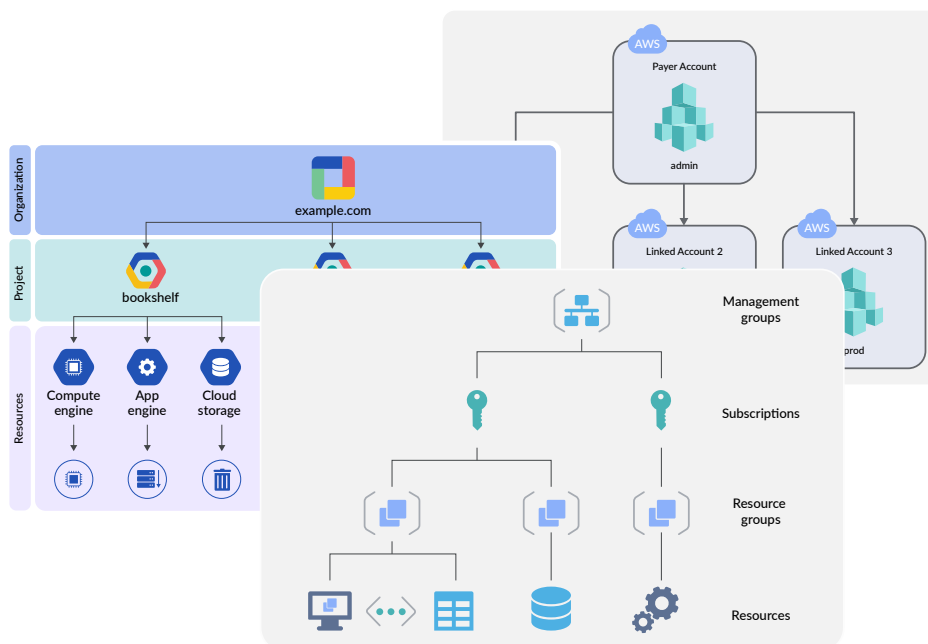 AWS
Payer Account
admin
AWS
Linked Account 2
AWS
Linked Account 3
prod
Organization
example.com
Project
bookshelf
Resources
Compute
engine
App
engine
Cloud
storage
Management
groups
Subscriptions
Resource
groups
Resources